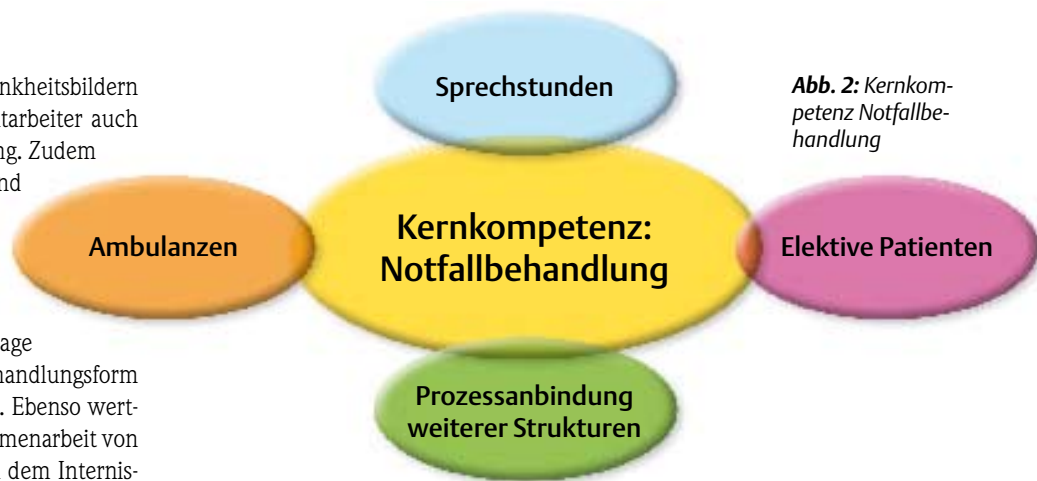 nkheitsbildern
tarbeiter auch
ng. Zudem
nd
age
handlungsform
. Ebenso wert-
menarbeit von
dem Internis-
Sprechstunden
Abb. 2: Kernkom-
petenz Notfallbe-
handlung
Ambulanzen
Kernkompetenz:
Notfallbehandlung
Elektive Patienten
Prozessanbindung
weiterer Strukturen